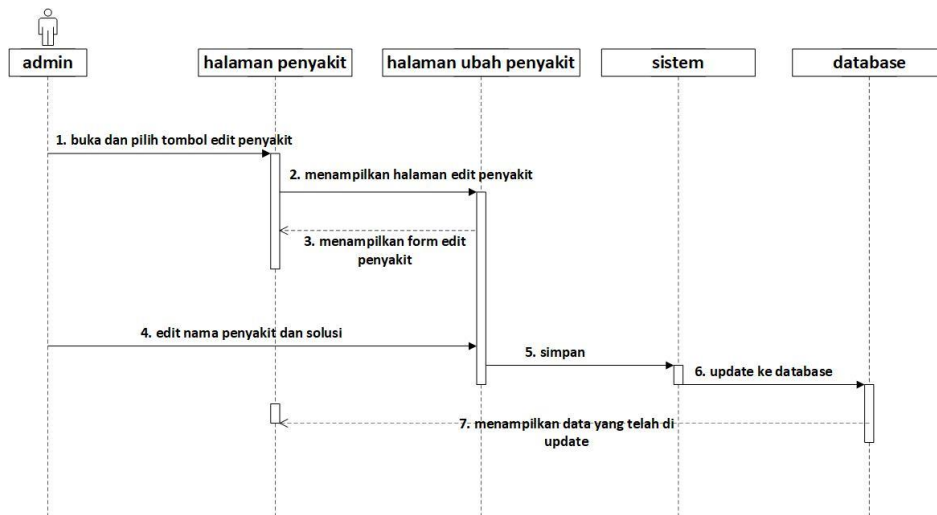 admin
halaman penyakit
halaman ubah penyakit
sistem
database
1. buka dan pilih tombol edit penyakit
2. menampilkan halaman edit penyakit
3. menampilkan form edit
penyakit
4. edit nama penyakit dan solusi
5. simpan
6. update ke database
7. menampilkan data yang telah di
update